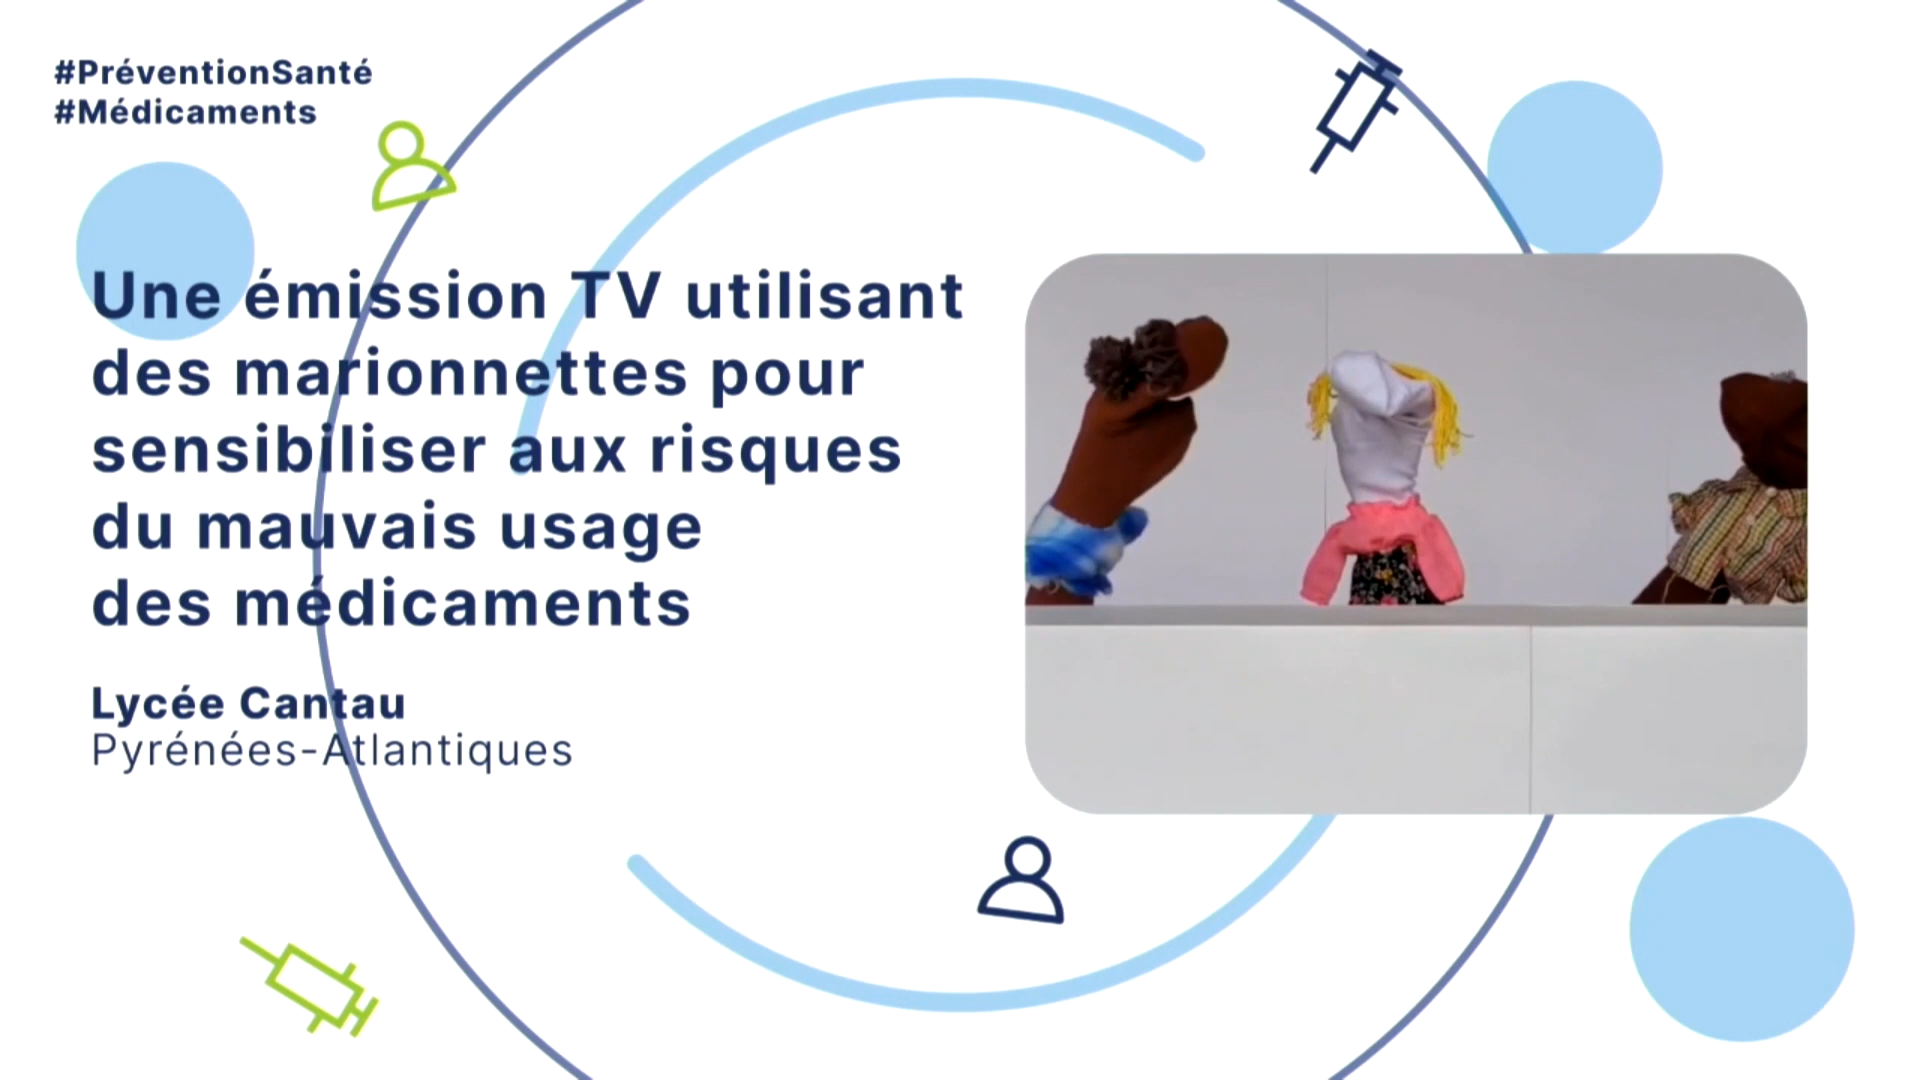 #PréventionSanté
#Médicaments
Une émission TV utilisant
des marionnettes pour
sensibiliser aux risques
du mauvais usage
des médicaments
Lycée Cantau
Pyrénées-Atlantiques